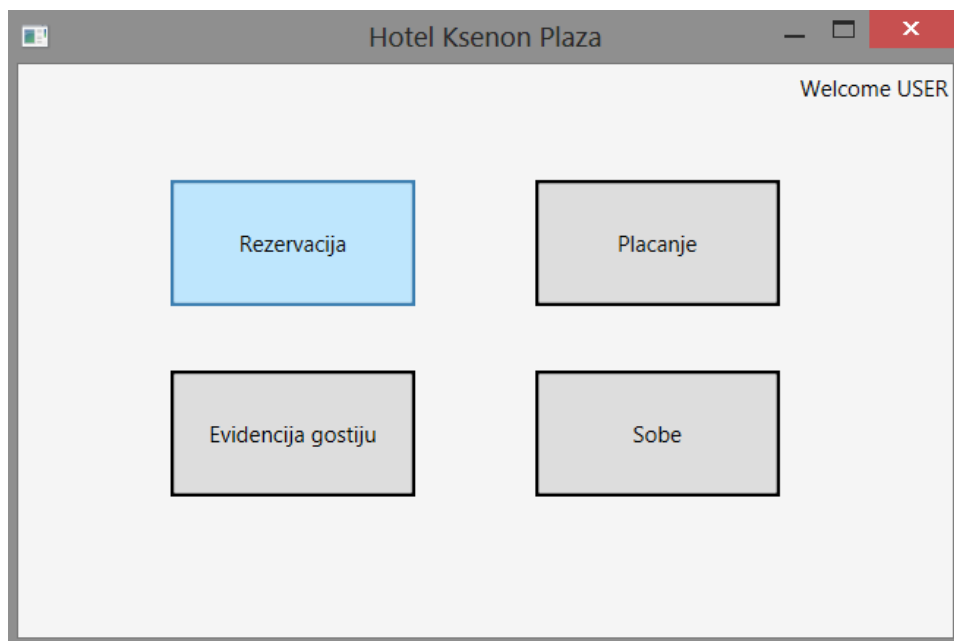 Hotel Ksenon Plaza
Welcome USER
Rezervacija
Placanje
Evidencija gostiju
Sobe